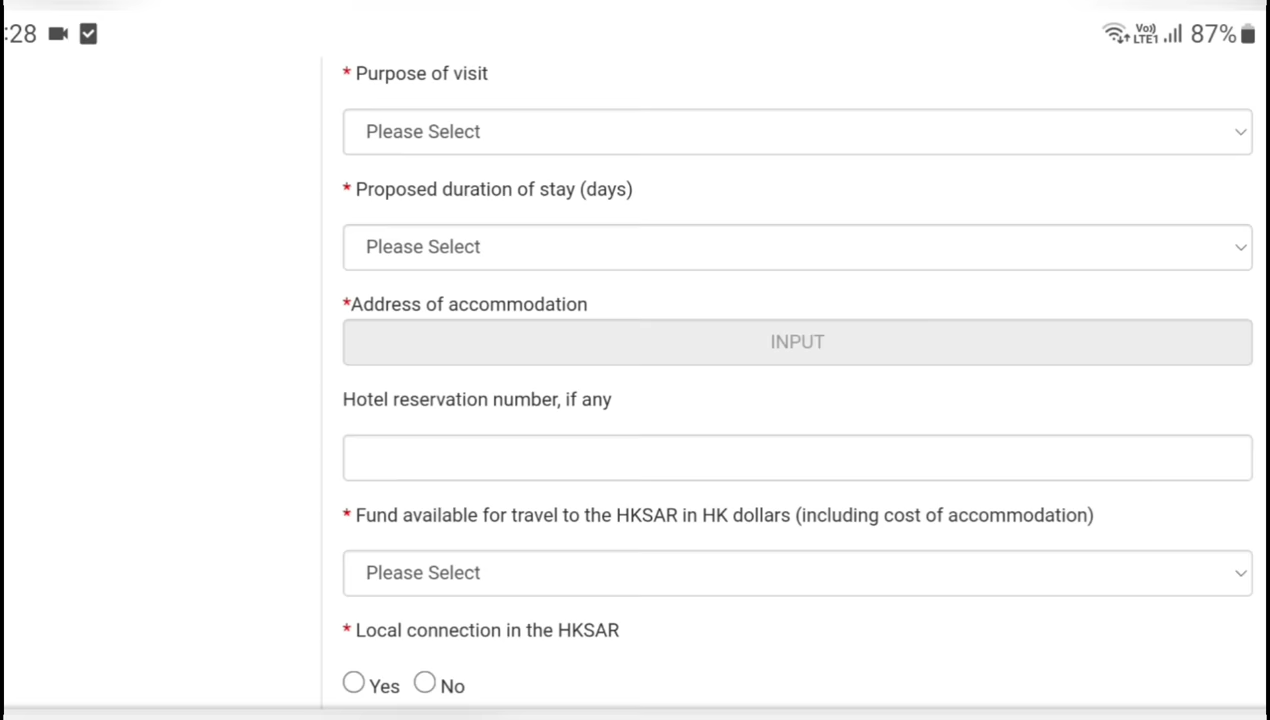 :28 87%
Vo))
LTE1
* Purpose of visit
Please Select
* Proposed duration of stay (days)
Please Select
*Address of accommodation
INPUT
Hotel reservation number, if any
* Fund available for travel to the HKSAR in HK dollars (including cost of accommodation)
Please Select
* Local connection in the HKSAR
Yes No